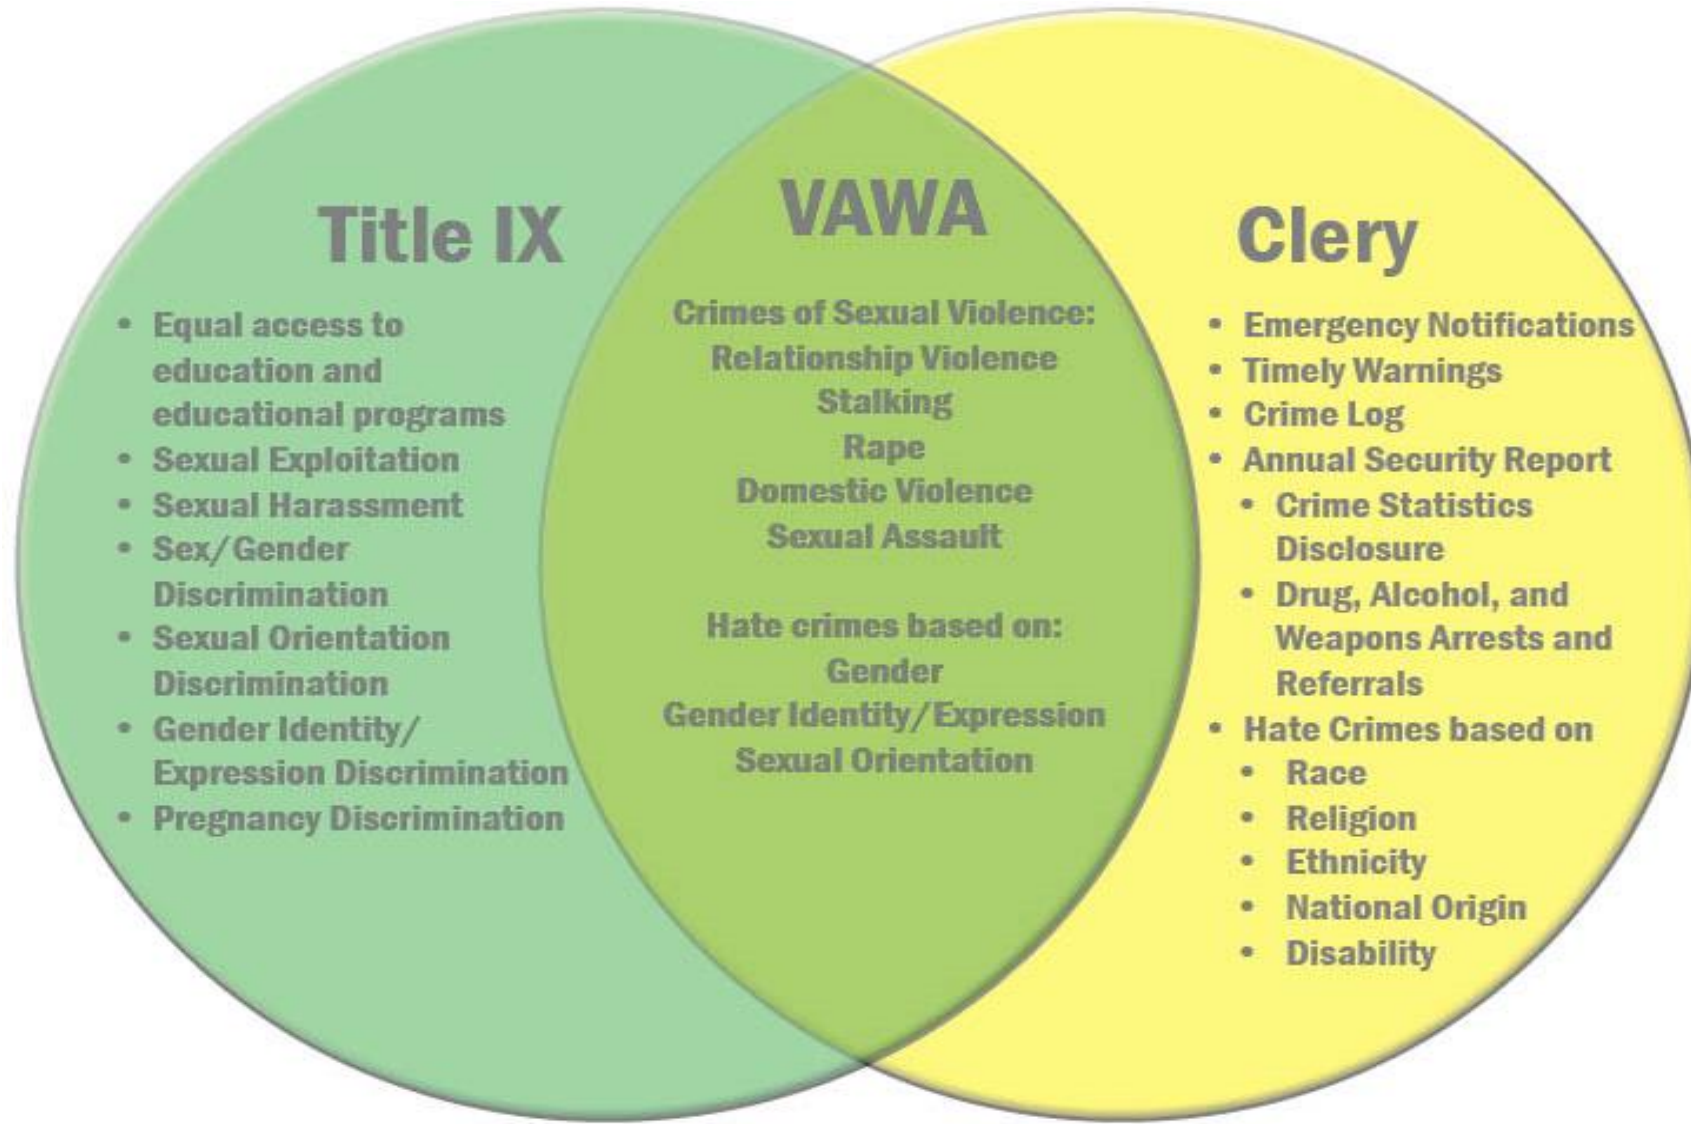 Title IX
• Equal access to
education and
educational programs
• Sexual Exploitation
• Sexual Harassment
• Sex/Gender
Discrimination
• Sexual Orientation
Discrimination
• Gender Identity/
Expression Discrimination
• Pregnancy Discrimination
VAWA
Crimes of Sexual Violence:
Relationship Violence
Stalking
Rape
Domestic Violence
Sexual Assault
Hate crimes based on:
Gender
Gender Identity/Expression
Sexual Orientation
Clery
• Emergency Notifications
• Timely Warnings
• Crime Log
• Annual Security Report
• Crime Statistics
Disclosure
• Drug, Alcohol, and
Weapons Arrests and
Referrals
• Hate Crimes based on
• Race
• Religion
• Ethnicity
• National Origin
• Disability